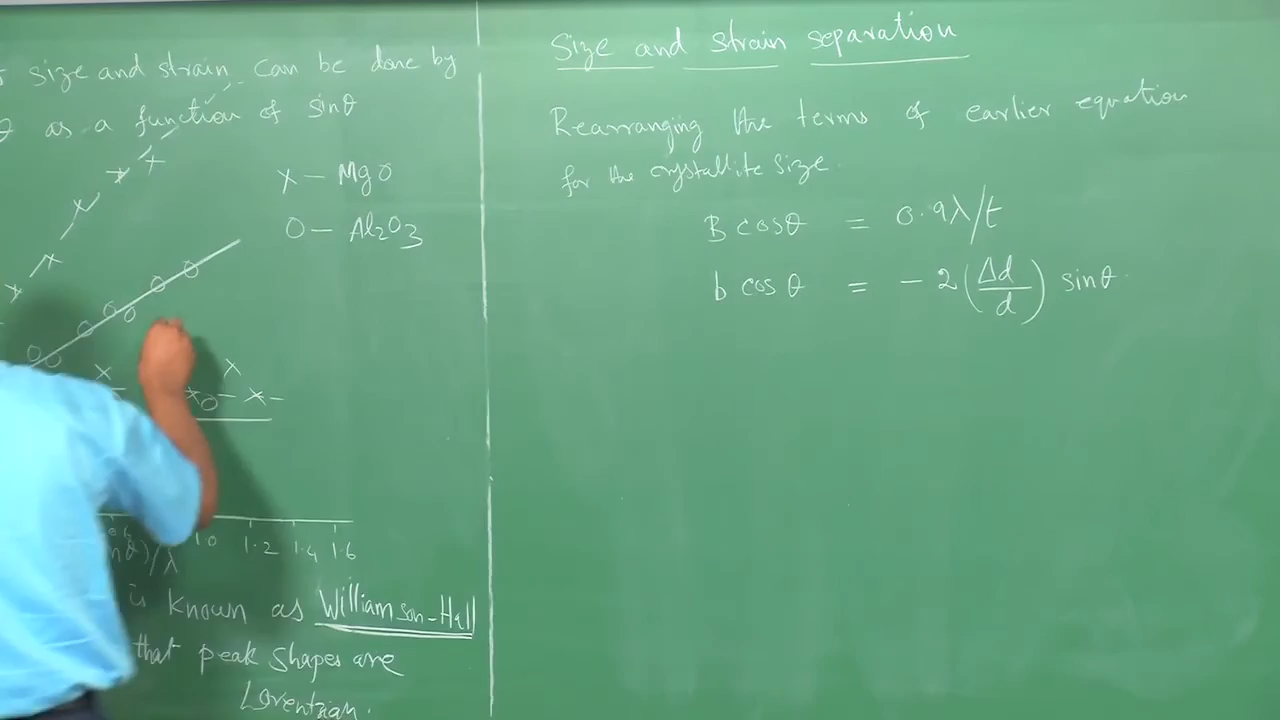 size and strain can be done by
θ as a function of sinθ
x — MgO
O — Al2O3
1.0 1.2 1.4 1.6
)/λ
is known as Williamson-Hall
that peak shapes are
Lorentzian.
Size and strain separation
Rearranging the terms of earlier equation
for the crystallite size.
B cosθ = 0.9λ/t
b cosθ = - 2 (Δd/d) sinθ